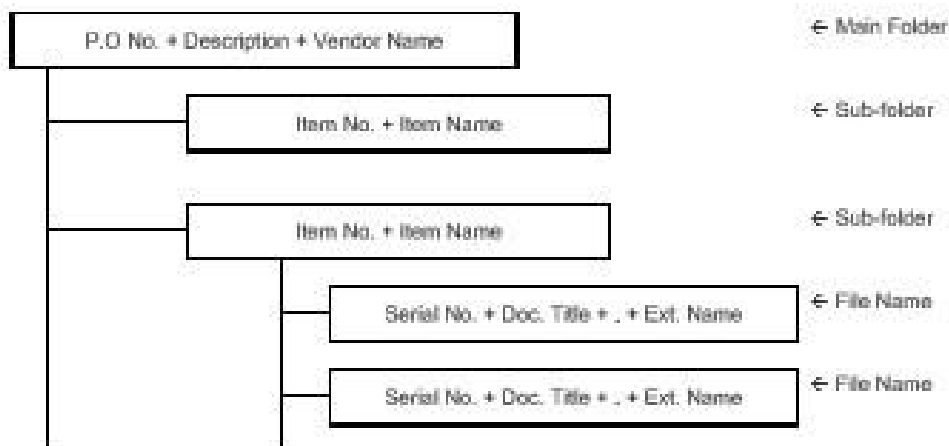 P.O No. + Description + Vendor Name ← Main Folder
Item No. + Item Name ← Sub-folder
Item No. + Item Name ← Sub-folder
Serial No. + Doc. Title + . + Ext. Name ← File Name
Serial No. + Doc. Title + . + Ext. Name ← File Name